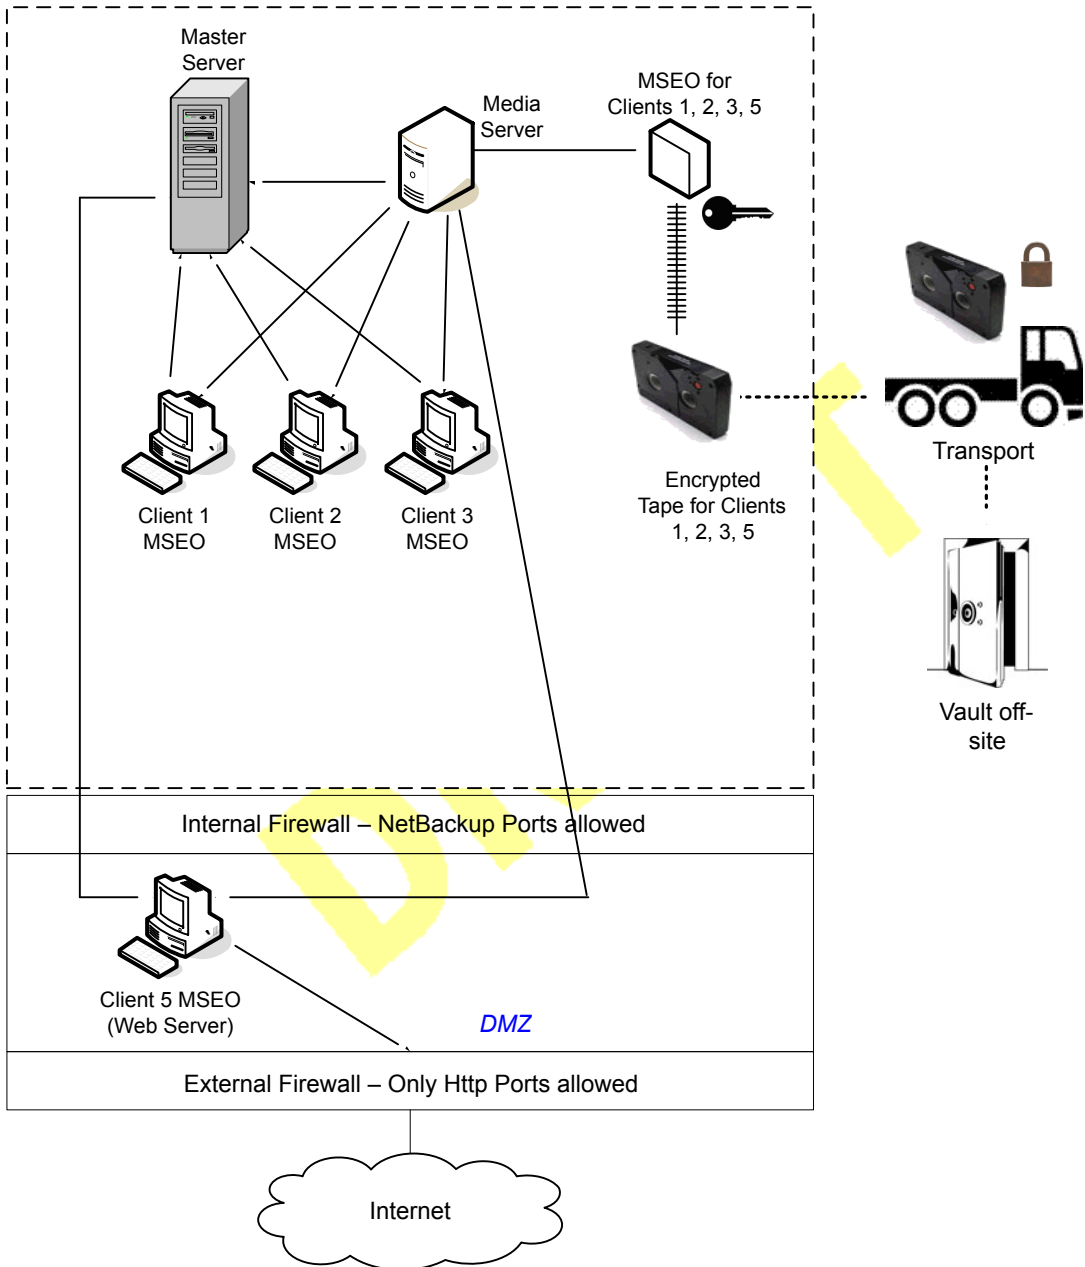 Master
Server
Media
Server
MSEO for
Clients 1, 2, 3, 5
Client 1
MSEO
Client 2
MSEO
Client 3
MSEO
Encrypted
Tape for Clients
1, 2, 3, 5
Transport
Vault off-
site
Internal Firewall – NetBackup Ports allowed
Client 5 MSEO
(Web Server)
DMZ
External Firewall – Only Http Ports allowed
Internet